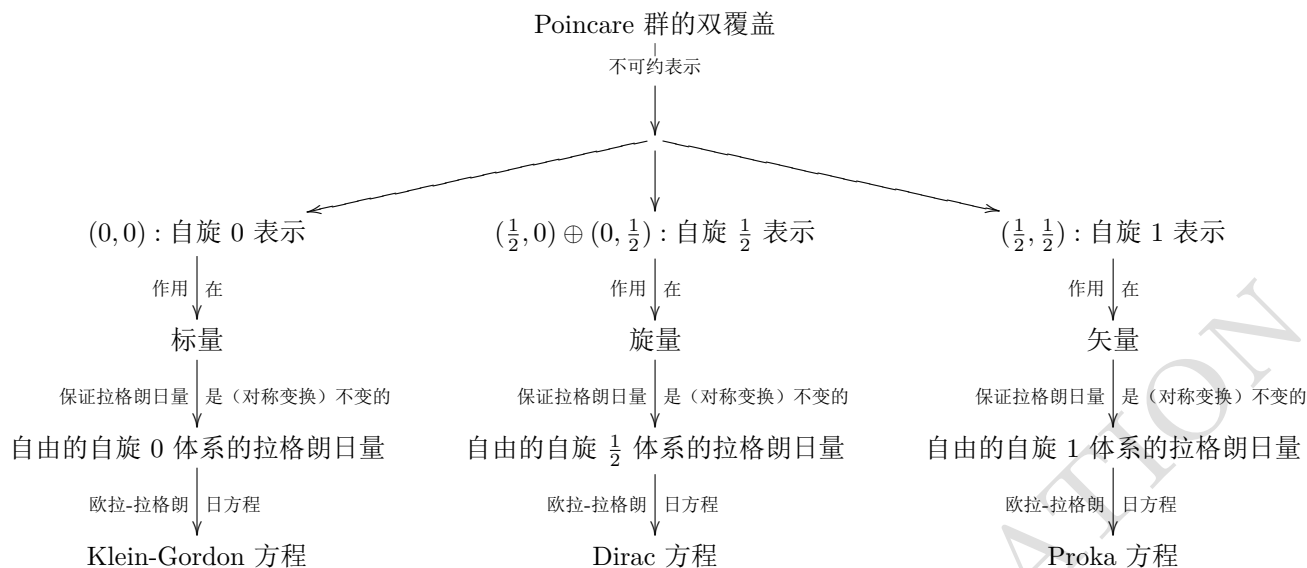 Poincare 群的双覆盖
不可约表示
(0, 0) : 自旋 0 表示
(1/2, 0) ⊕ (0, 1/2) : 自旋 1/2 表示
(1/2, 1/2) : 自旋 1 表示
作用 在
作用 在
作用 在
标量
旋量
矢量
保证拉格朗日量 是（对称变换）不变的
保证拉格朗日量 是（对称变换）不变的
保证拉格朗日量 是（对称变换）不变的
自由的自旋 0 体系的拉格朗日量
自由的自旋 1/2 体系的拉格朗日量
自由的自旋 1 体系的拉格朗日量
欧拉-拉格朗 日方程
欧拉-拉格朗 日方程
欧拉-拉格朗 日方程
Klein-Gordon 方程
Dirac 方程
Proka 方程
ATION